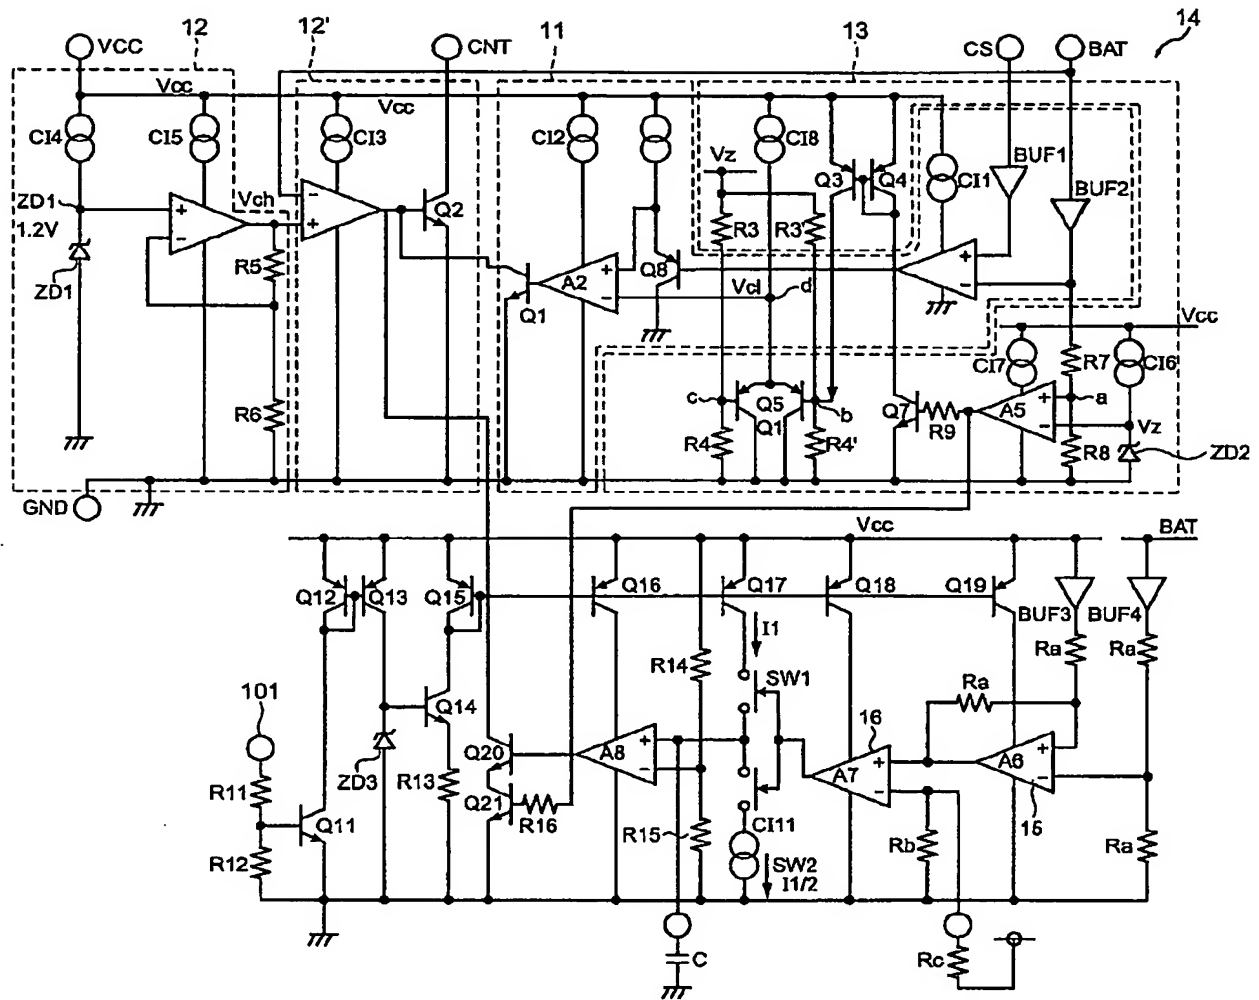 12
12'
11
13
14
VCC
CNT
CS
BAT
Vcc
Vcc
CI4
CI5
CI3
CI2
CI8
Vz
Q3
Q4
CI1
BUF1
BUF2
ZD1
1.2V
Vch
+
-
-
+
Q2
R3
R3'
ZD1
R5
A2
+
-
Q8
Vcl
d
+
-
Q1
Vcc
CI7
R7
CI6
R6
c
Q5
Q1
b
Q7
R9
A5
+
-
a
Vz
R4
R4'
R8
ZD2
GND
Vcc
BAT
Q12
Q13
Q15
Q16
Q17
Q18
Q19
BUF3
BUF4
I1
Ra
Ra
R14
SW1
Ra
101
Q14
16
Q20
A8
+
-
A7
+
-
A6
+
-
ZD3
R13
R11
Q21
R16
Q11
R15
CI11
15
R12
SW2
I1/2
Rb
Ra
C
Rc